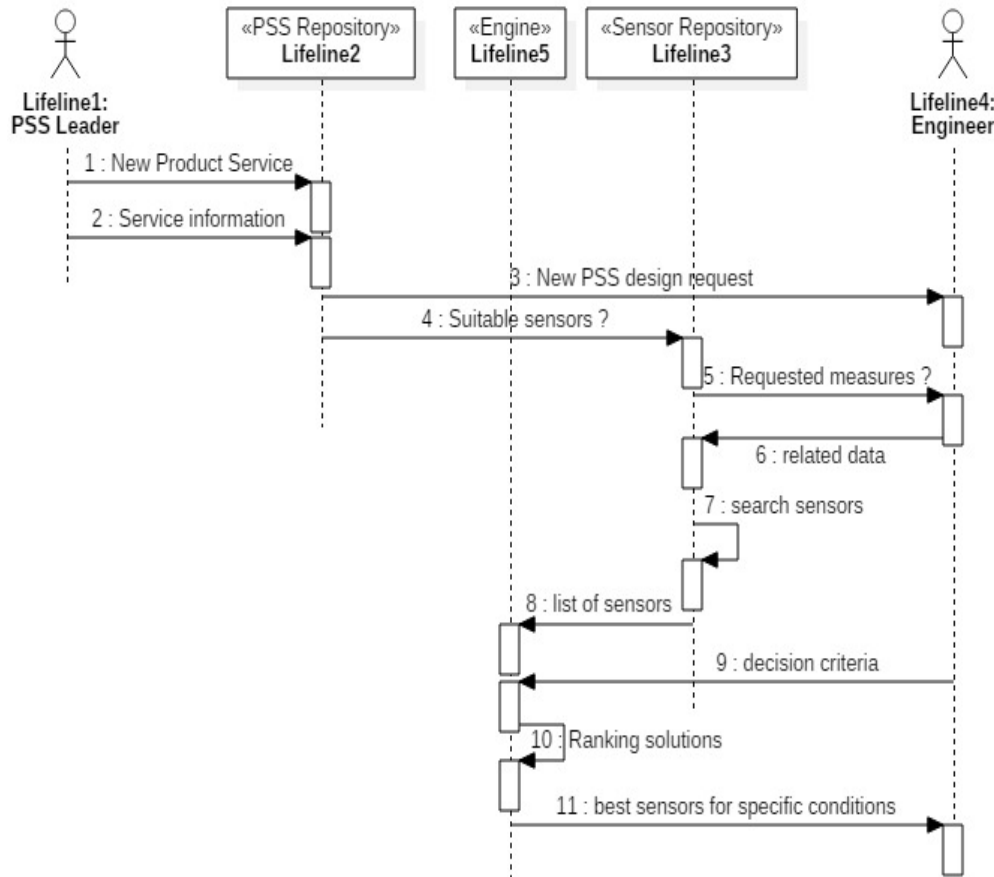 «PSS Repository»
Lifeline2
«Engine»
Lifeline5
«Sensor Repository»
Lifeline3
Lifeline1:
PSS Leader
Lifeline4:
Engineer
1 : New Product Service
2 : Service information
3 : New PSS design request
4 : Suitable sensors ?
5 : Requested measures ?
6 : related data
7 : search sensors
8 : list of sensors
9 : decision criteria
10 : Ranking solutions
11 : best sensors for specific conditions